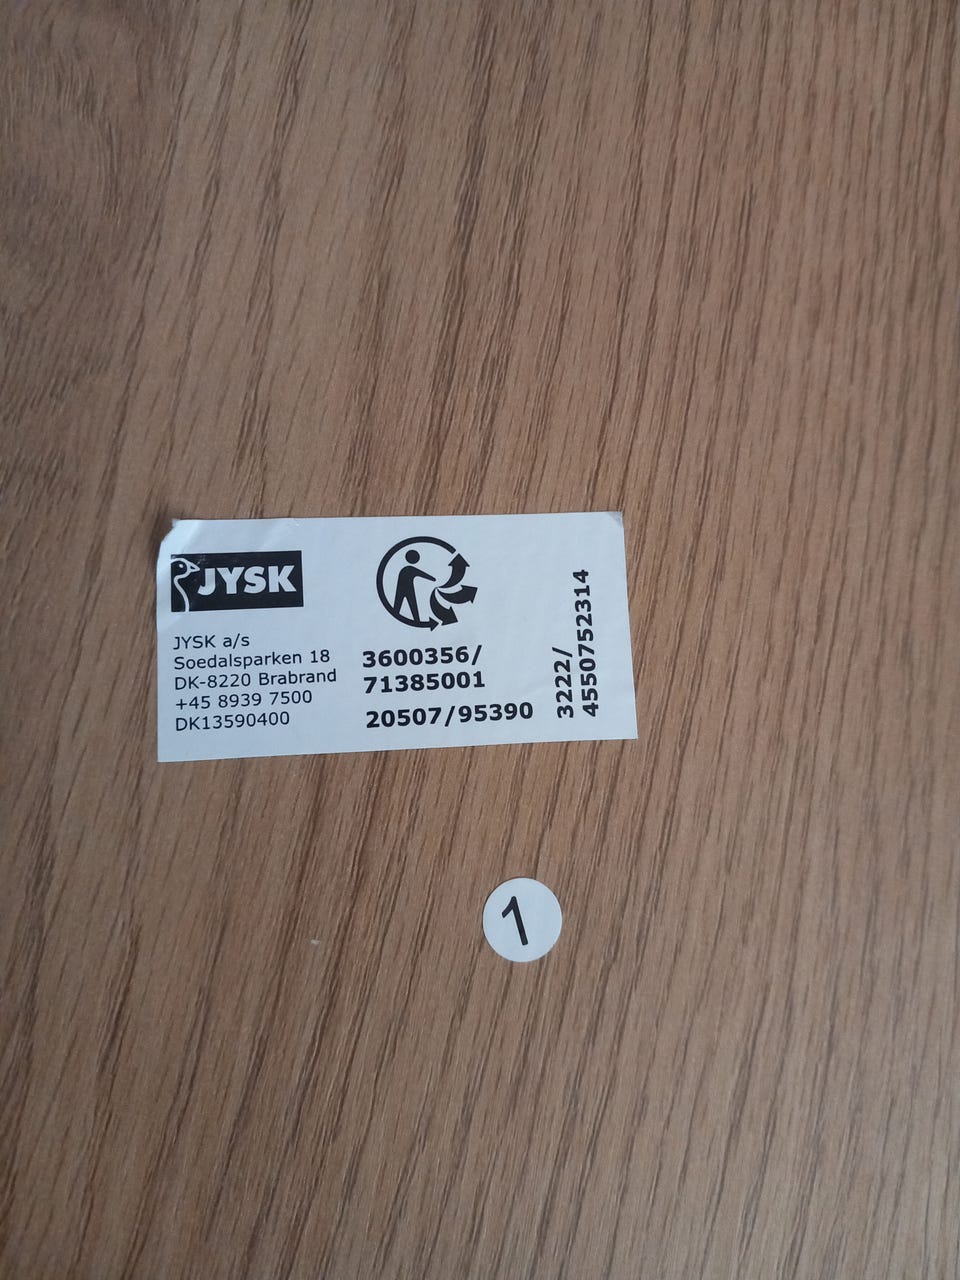 JYSK
JYSK a/s
Soedalsparken 18
DK-8220 Brabrand
+45 8939 7500
DK13590400
3600356/
71385001
20507/95390
3222/
4550752314
1